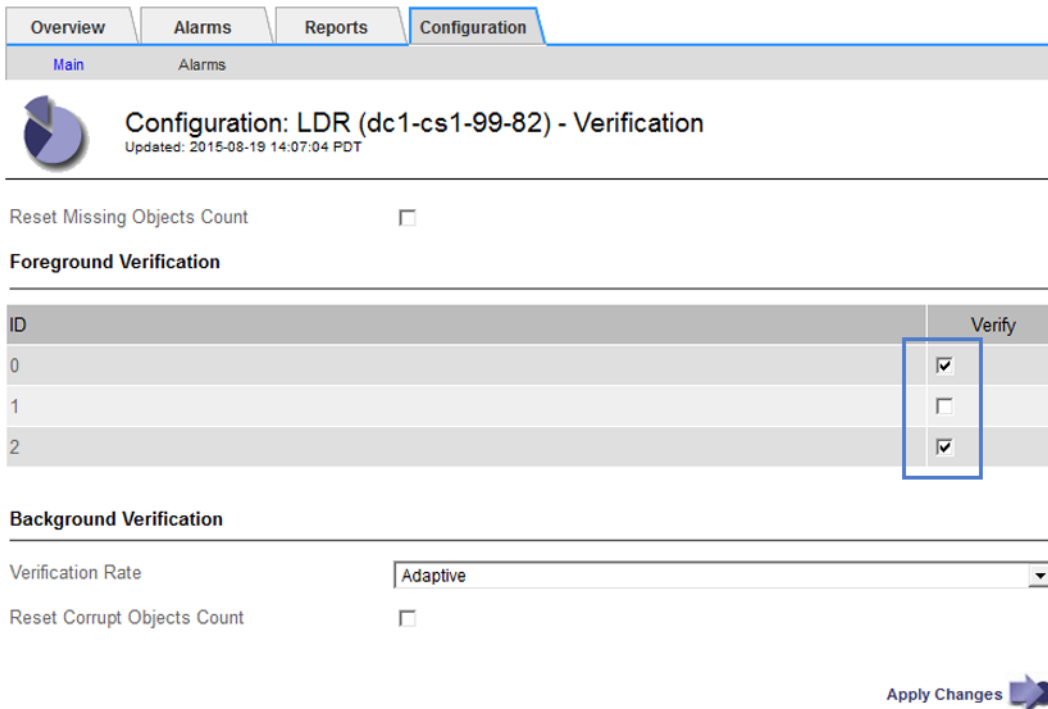 Overview Alarms Reports Configuration
Main Alarms
Configuration: LDR (dc1-cs1-99-82) - Verification
Updated: 2015-08-19 14:07:04 PDT
Reset Missing Objects Count
Foreground Verification
ID Verify
0
1
2
Background Verification
Verification Rate Adaptive
Reset Corrupt Objects Count
Apply Changes